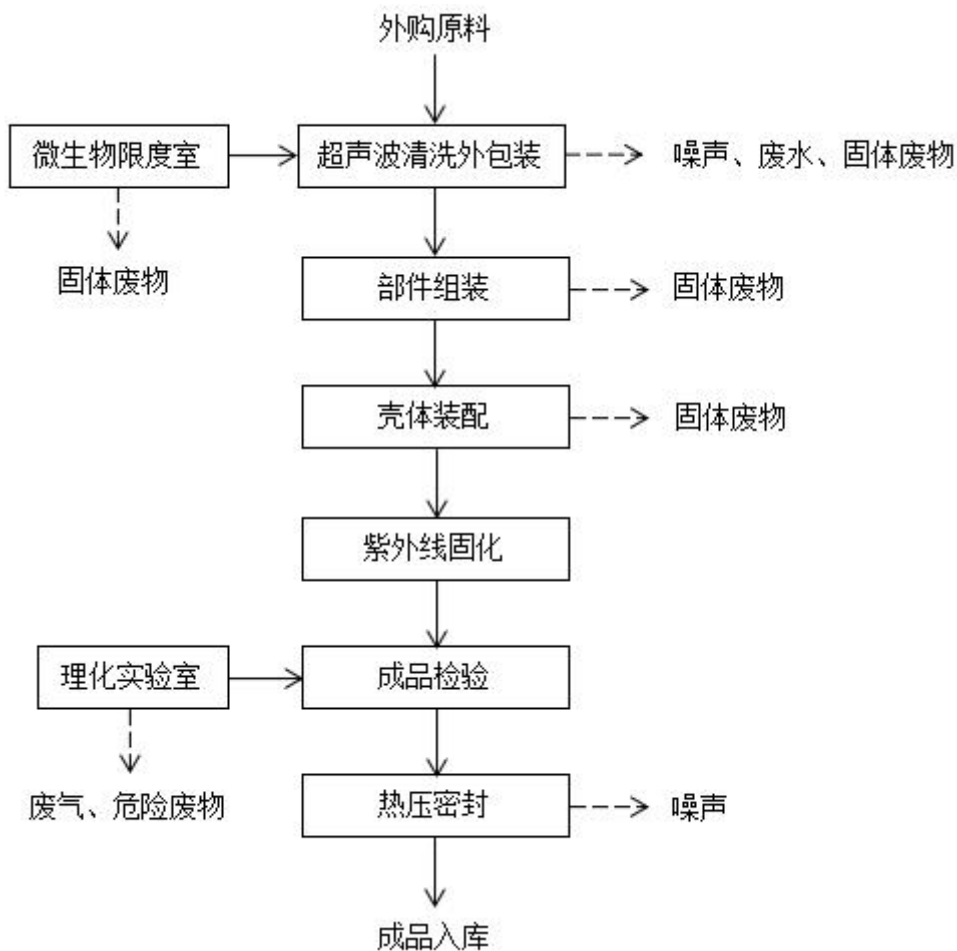 外购原料
微生物限度室
超声波清洗外包装
噪声、废水、固体废物
固体废物
部件组装
固体废物
壳体装配
固体废物
紫外线固化
理化实验室
成品检验
废气、危险废物
热压密封
噪声
成品入库